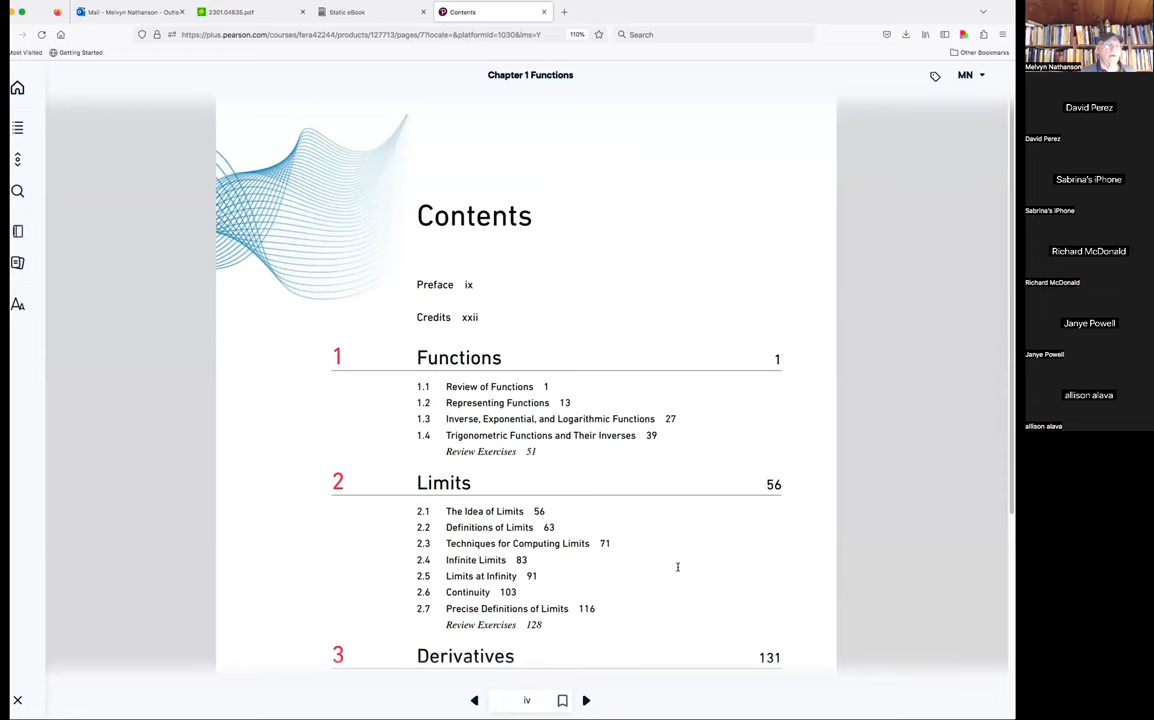 Mail - Melvyn Nathanson - Outlo
2301.04635.pdf
Static eBook
Contents
https://plus.pearson.com/courses/fera42244/products/127713/pages/7?locale=&platformid=1030&lms=Y
110%
Search
Most Visited
Getting Started
Other Bookmarks
Chapter 1 Functions
MN
Contents
Preface ix
Credits xxii
1 Functions 1
1.1 Review of Functions 1
1.2 Representing Functions 13
1.3 Inverse, Exponential, and Logarithmic Functions 27
1.4 Trigonometric Functions and Their Inverses 39
Review Exercises 51
2 Limits 56
2.1 The Idea of Limits 56
2.2 Definitions of Limits 63
2.3 Techniques for Computing Limits 71
2.4 Infinite Limits 83
2.5 Limits at Infinity 91
2.6 Continuity 103
2.7 Precise Definitions of Limits 116
Review Exercises 128
3 Derivatives 131
iv
Melvyn Nathanson
David Perez
David Perez
Sabrina's iPhone
Sabrina's iPhone
Richard McDonald
Richard McDonald
Janye Powell
Janye Powell
allison alava
allison alava